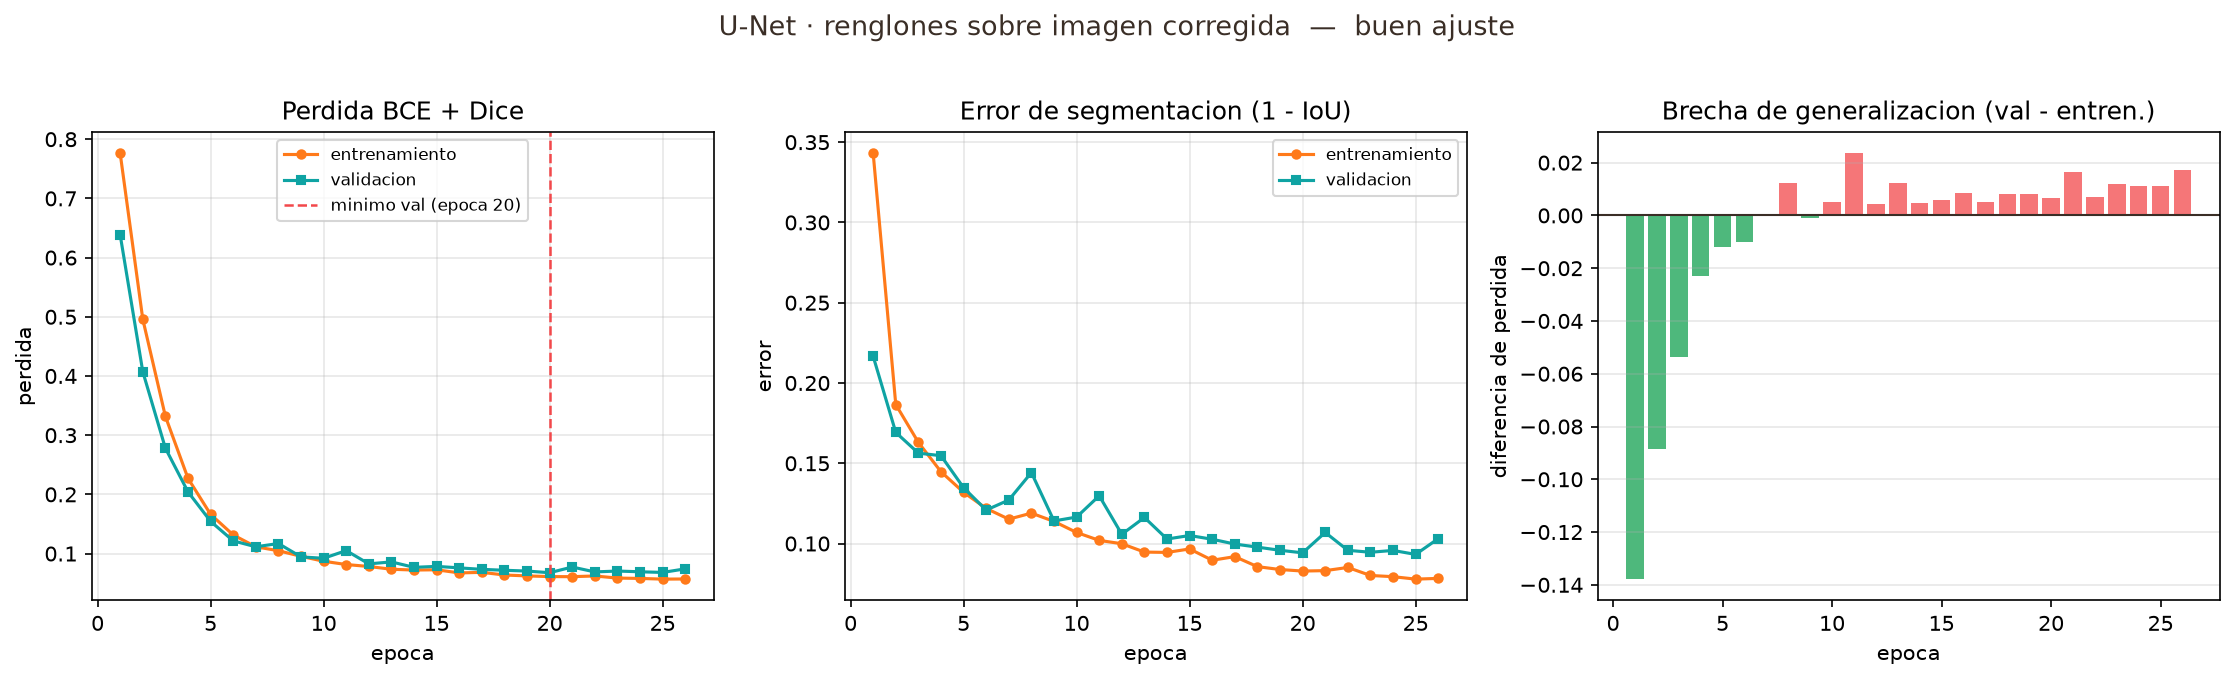 U-Net · renglones sobre imagen corregida — buen ajuste
Perdida BCE + Dice
perdida
0.8
0.7
0.6
0.5
0.4
0.3
0.2
0.1
entrenamiento
validacion
minimo val (epoca 20)
0 5 10 15 20 25
epoca
Error de segmentacion (1 - IoU)
error
0.35
0.30
0.25
0.20
0.15
0.10
entrenamiento
validacion
0 5 10 15 20 25
epoca
Brecha de generalizacion (val - entren.)
diferencia de perdida
0.02
0.00
−0.02
−0.04
−0.06
−0.08
−0.10
−0.12
−0.14
0 5 10 15 20 25
epoca